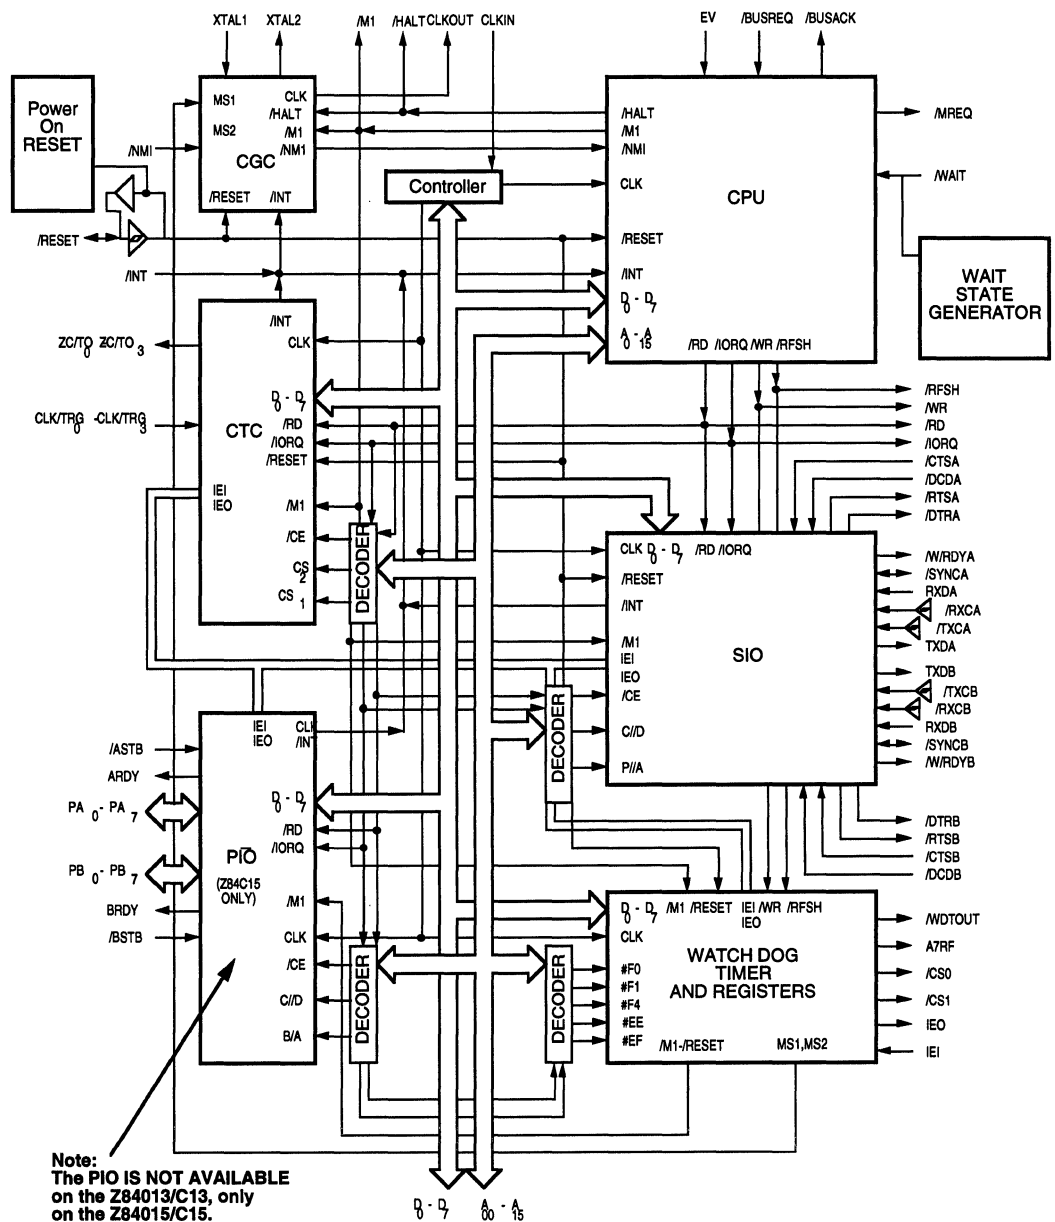 XTAL1 XTAL2 /M1 /HALT CLKOUT CLKIN EV /BUSREQ /BUSACK
Power
On
RESET
MS1
MS2
CLK
/HALT
/M1
/NM1
CGC
/RESET /INT
/NMI
/RESET
/INT
Controller
/HALT
/M1
/NMI
CLK
CPU
/RESET
/INT
D0 - D7
A0 - A15
/RD /IORQ /WR /RFSH
/MREQ
/WAIT
WAIT
STATE
GENERATOR
/INT
CLK
ZC/TO0 ZC/TO3
D0 - D7
CLK/TRG0 -CLK/TRG3
CTC
/RD
/IORQ
/RESET
IEI
IEO
/M1
/CE
CS2
CS1
DECODER
/RFSH
/WR
/RD
/IORQ
/CTSA
/DCDA
/RTSA
/DTRA
CLK D0 - D7 /RD /IORQ
/RESET
/INT
/M1
IEI
IEO
/CE
C//D
P//A
SIO
DECODER
/W/RDYA
/SYNCA
RXDA
/RXCA
/TXCA
TXDA
TXDB
/TXCB
/RXCB
RXDB
/SYNCB
/W/RDYB
/DTRB
/RTSB
/CTSB
/DCDB
IEI
IEO
CLK
/INT
/ASTB
ARDY
PA0 - PA7
PB0 - PB7
BRDY
/BSTB
D0 - D7
/RD
/IORQ
PIO
(Z84C15
ONLY)
/M1
CLK
/CE
C//D
B/A
DECODER
DECODER
D0 - D7 /M1 /RESET IEI /WR /RFSH
IEO
CLK
WATCH DOG
TIMER
AND REGISTERS
#F0
#F1
#F4
#EE
#EF
/M1-/RESET MS1,MS2
/WDTOUT
A7RF
/CS0
/CS1
IEO
IEI
Note:
The PIO IS NOT AVAILABLE
on the Z84013/C13, only
on the Z84015/C15.
D0 - D7 A00 - A15